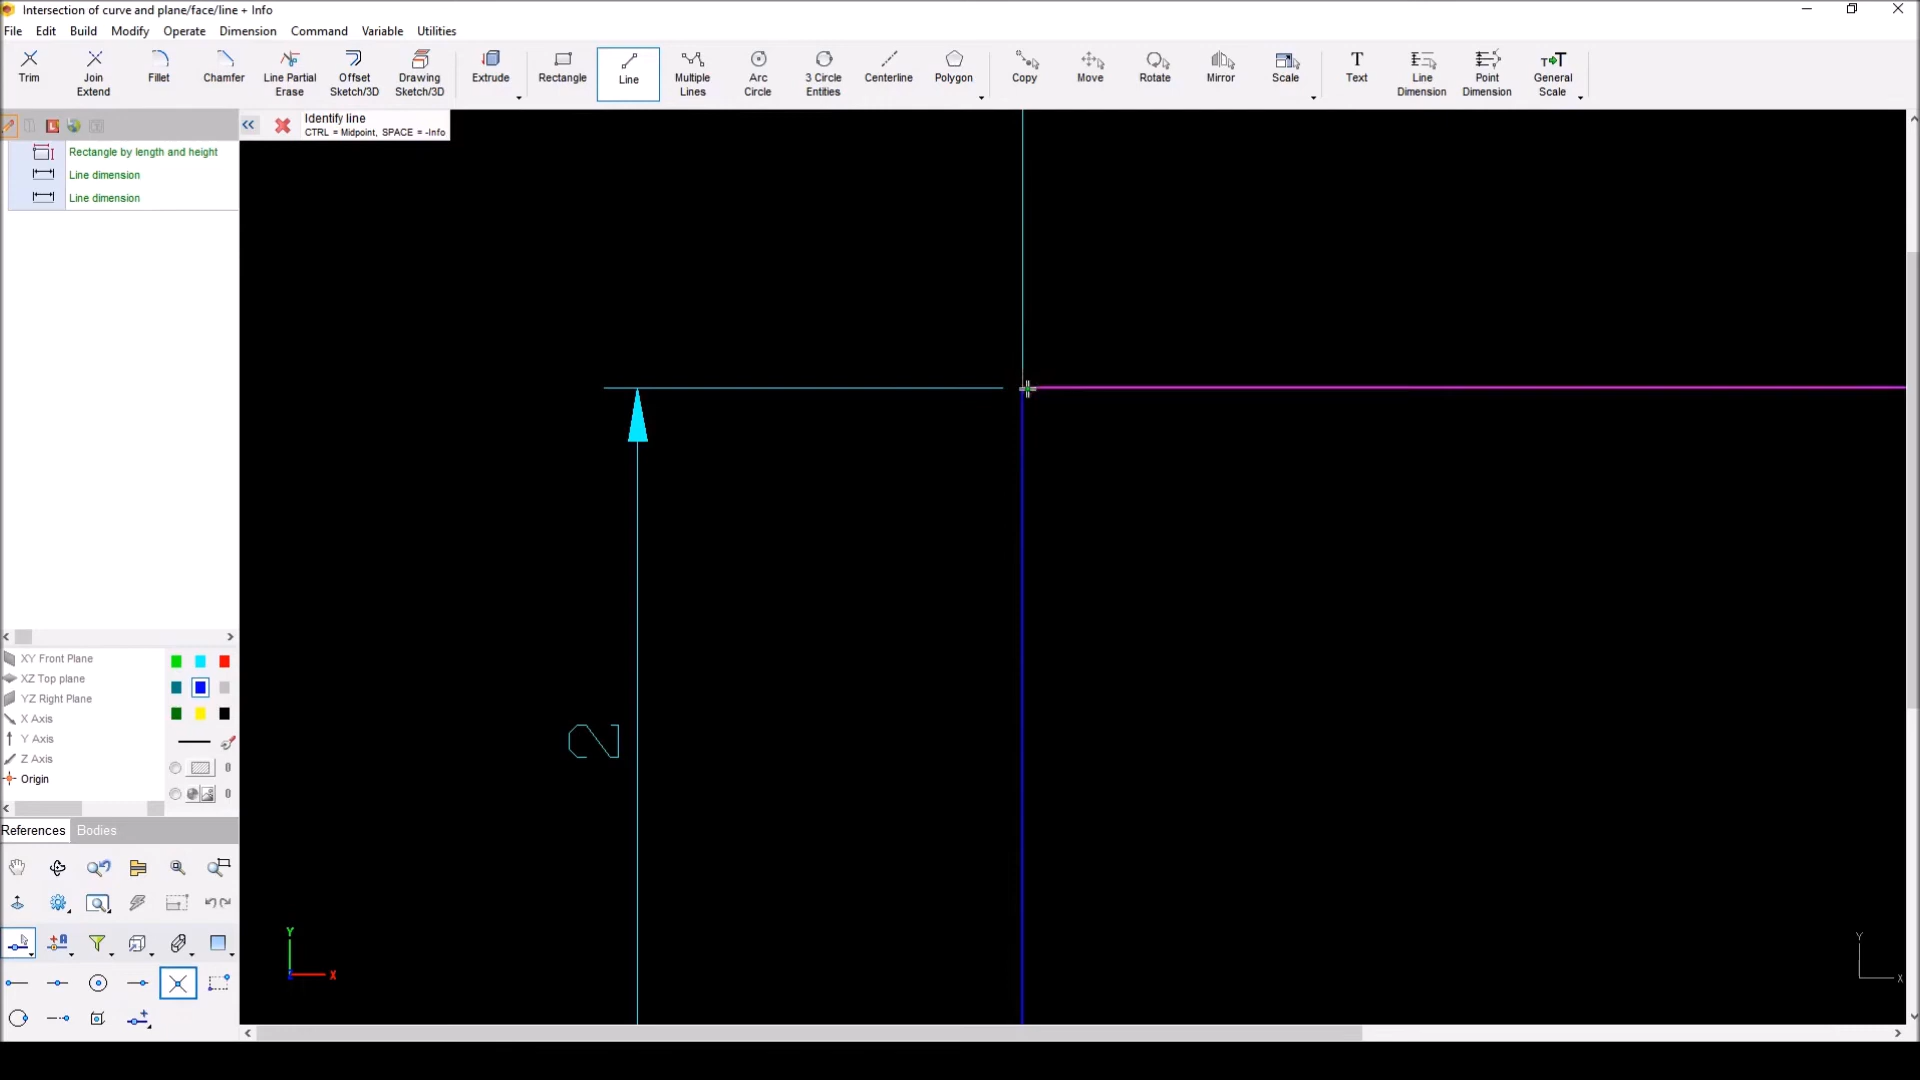 Intersection of curve and plane/face/line + Info
File Edit Build Modify Operate Dimension Command Variable Utilities
Trim
Join Extend
Fillet
Chamfer
Line Partial Erase
Offset Sketch/3D
Drawing Sketch/3D
Extrude
Rectangle
Line
Multiple Lines
Arc Circle
3 Circle Entities
Centerline
Polygon
Copy
Move
Rotate
Mirror
Scale
Text
Line Dimension
Point Dimension
General Scale
Identify line
CTRL = Midpoint, SPACE = -Info
Rectangle by length and height
Line dimension
Line dimension
2
XY Front Plane
XZ Top plane
YZ Right Plane
X Axis
Y Axis
Z Axis
Origin
0
0
References Bodies
Y
X
Y
X